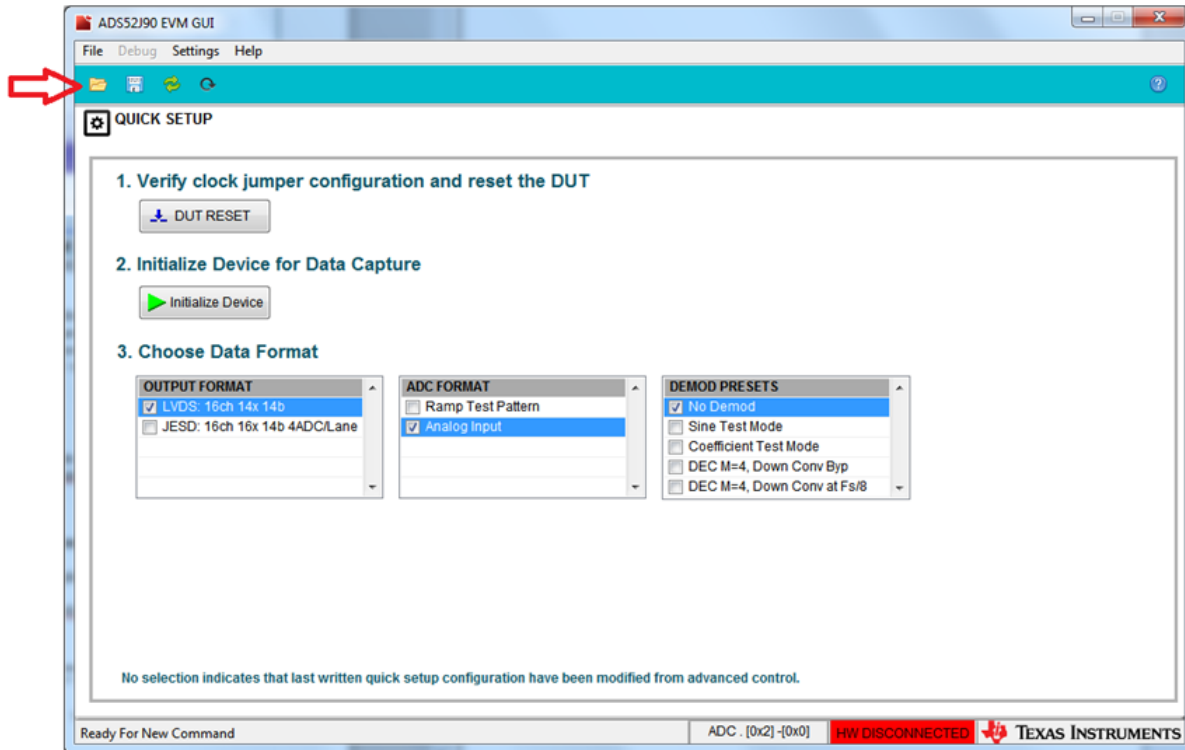 ADS52J90 EVM GUI
File Debug Settings Help
QUICK SETUP
1. Verify clock jumper configuration and reset the DUT
DUT RESET
2. Initialize Device for Data Capture
Initialize Device
3. Choose Data Format
OUTPUT FORMAT
LVDS: 16ch 14x 14b
JESD: 16ch 16x 14b 4ADC/Lane
ADC FORMAT
Ramp Test Pattern
Analog Input
DEMOD PRESETS
No Demod
Sine Test Mode
Coefficient Test Mode
DEC M=4, Down Conv Byp
DEC M=4, Down Conv at Fs/8
No selection indicates that last written quick setup configuration have been modified from advanced control.
Ready For New Command
ADC . [0x2] -[0x0]
HW DISCONNECTED
TEXAS INSTRUMENTS